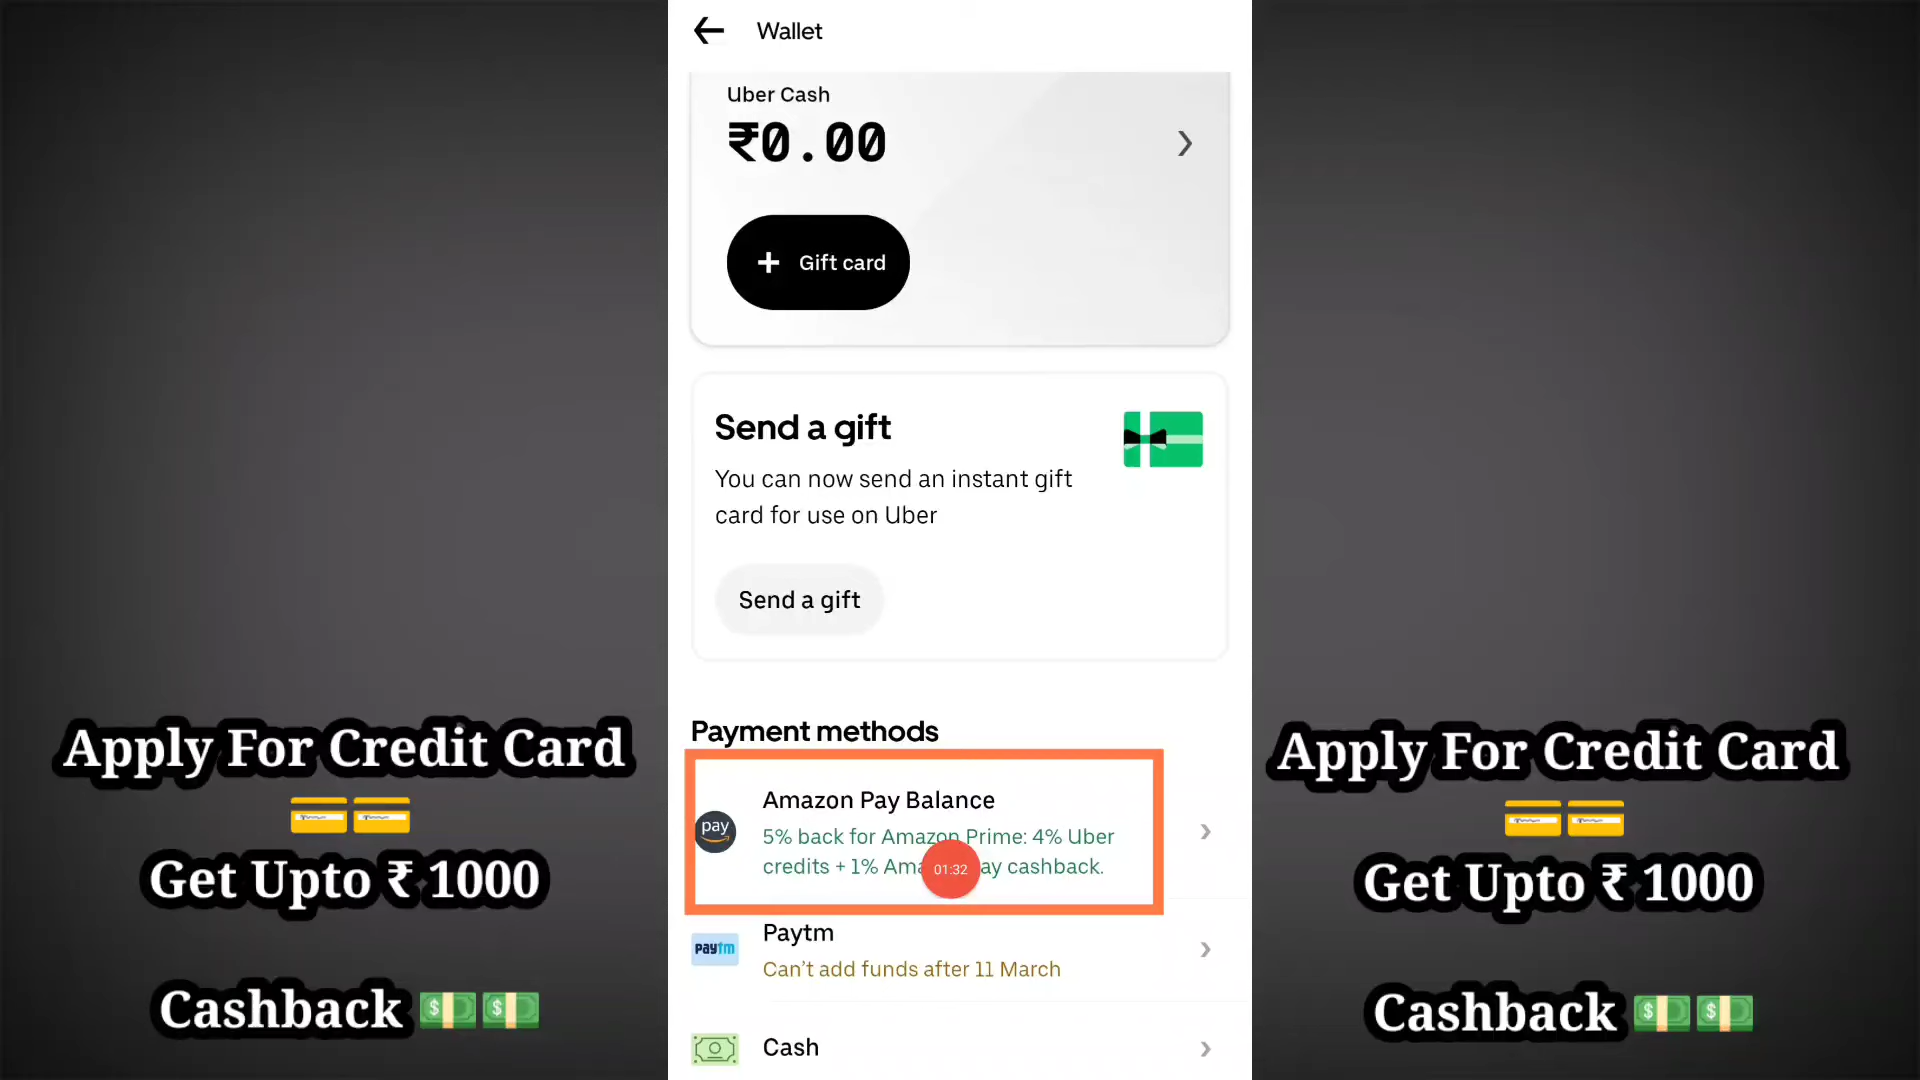 Wallet
Uber Cash
₹0.00
+ Gift card
Send a gift
You can now send an instant gift
card for use on Uber
Send a gift
Payment methods
pay
Amazon Pay Balance
5% back for Amazon Prime: 4% Uber
credits + 1% Ama
ay cashback.
01:32
paytm
Paytm
Can't add funds after 11 March
Cash
Apply For Credit Card
Get Upto ₹ 1000
Cashback
Apply For Credit Card
Get Upto ₹ 1000
Cashback